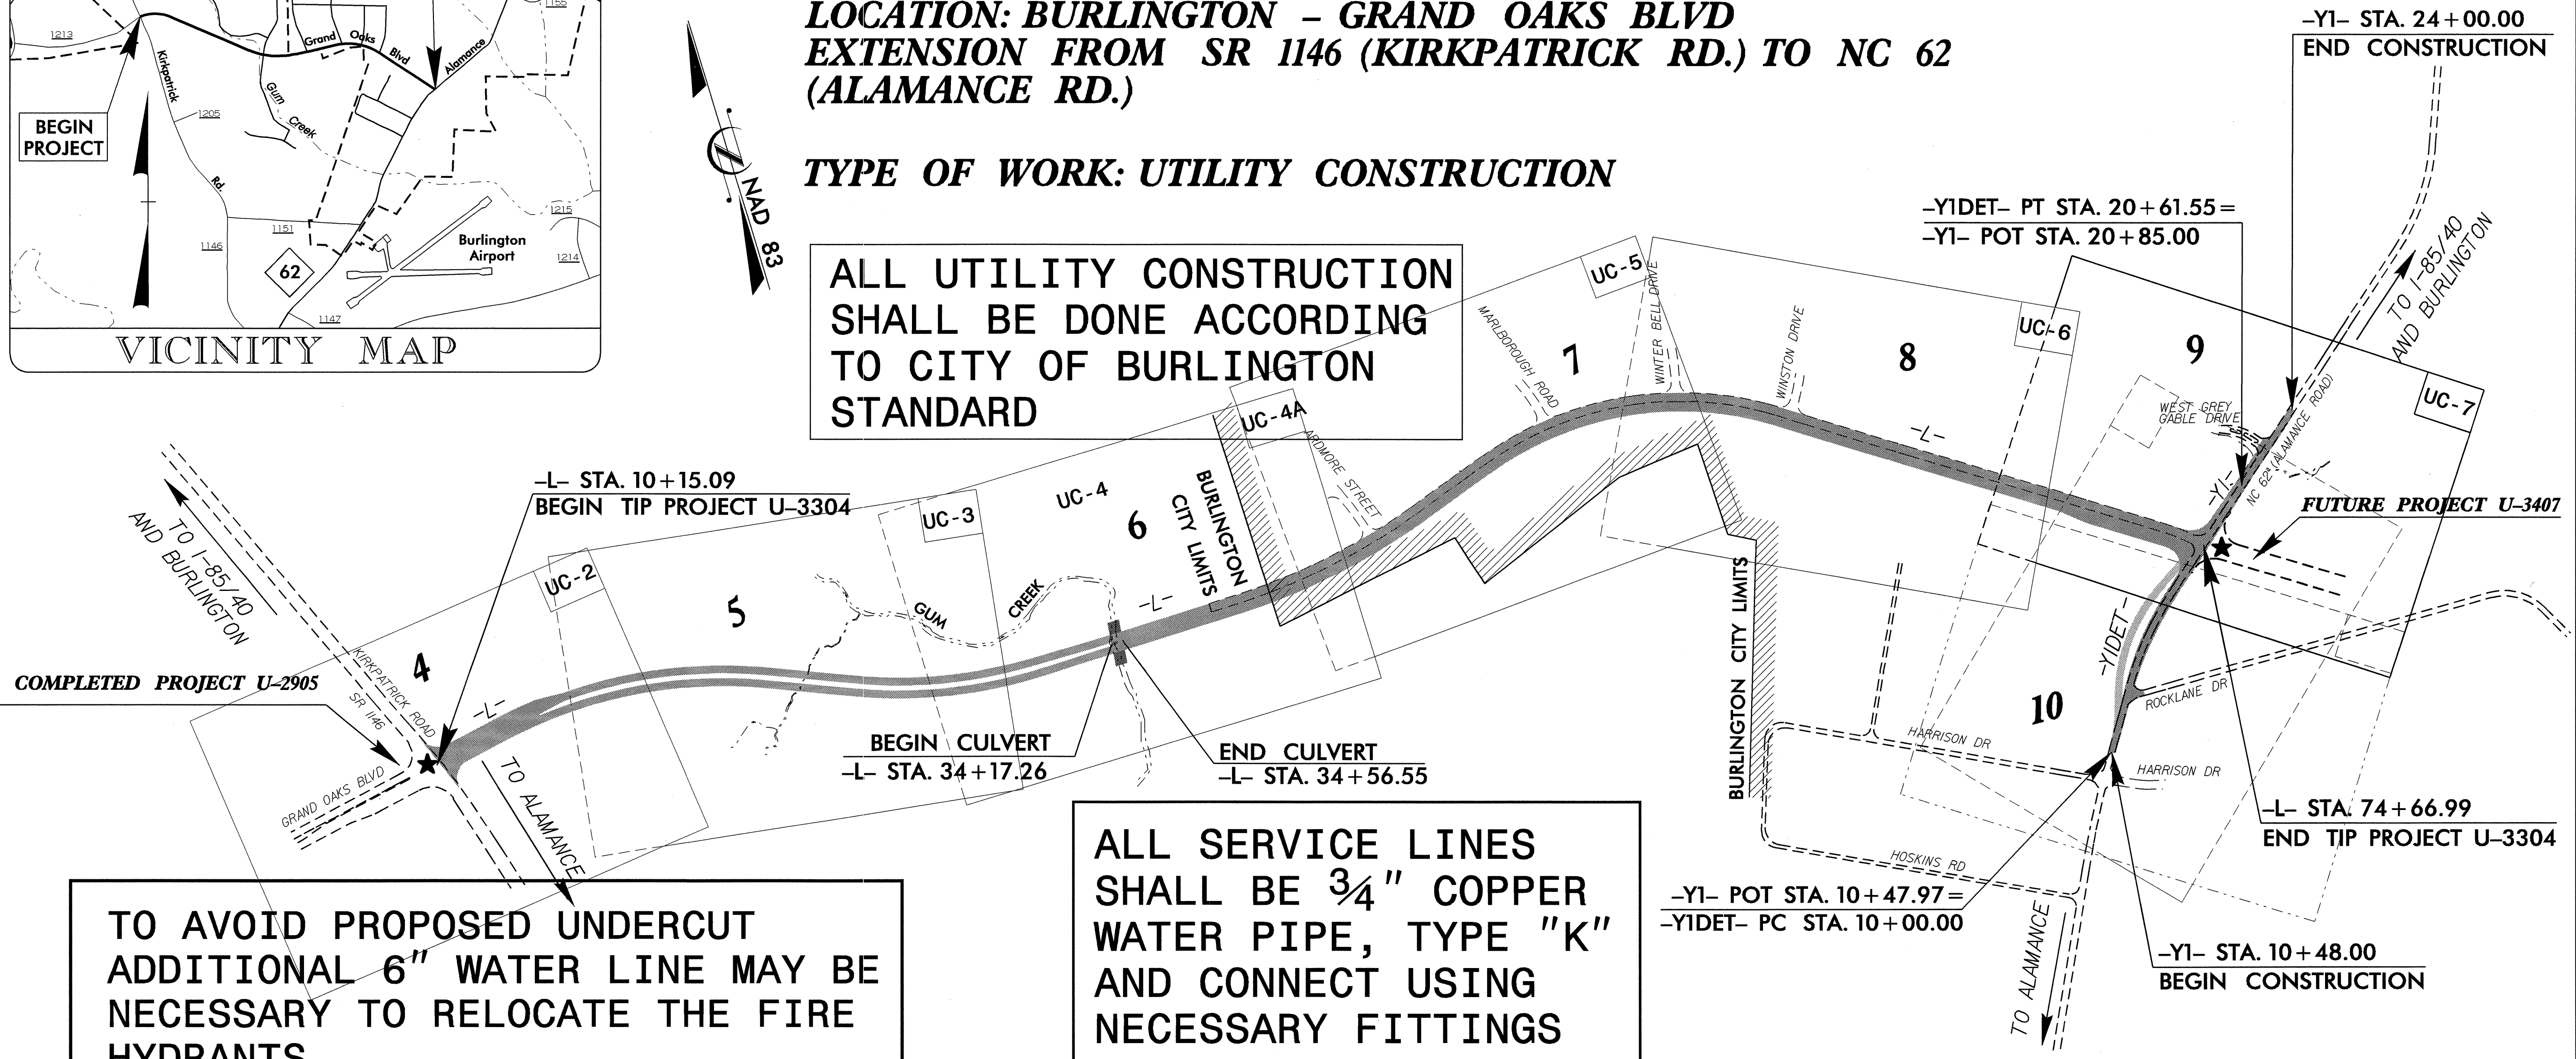 LOCATION: BURLINGTON – GRAND OAKS BLVD
EXTENSION FROM SR 1146 (KIRKPATRICK RD.) TO NC 62
(ALAMANCE RD.)
TYPE OF WORK: UTILITY CONSTRUCTION
1213
1155
Grand Oaks Blvd
Alamance
Kirkpatrick
Rd.
Gum
Creek
1205
BEGIN
PROJECT
1151
1146
1215
1214
62
Burlington
Airport
1147
VICINITY MAP
NAD 83
ALL UTILITY CONSTRUCTION
SHALL BE DONE ACCORDING
TO CITY OF BURLINGTON
STANDARD
–Y1– STA. 24+00.00
END CONSTRUCTION
–Y1DET– PT STA. 20+61.55=
–Y1– POT STA. 20+85.00
TO I-85/40
AND BURLINGTON
UC-5
UC-6
UC-7
UC-4A
UC-4
UC-3
UC-2
MARLBOROUGH ROAD
7
WINTER BELL DRIVE
WINSTON DRIVE
8
9
WEST GREY
GABLE DRIVE
NC 62 (ALAMANCE ROAD)
–Y1–
–L–
FUTURE PROJECT U–3407
ARDMORE STREET
BURLINGTON
CITY LIMITS
6
–L– STA. 10+15.09
BEGIN TIP PROJECT U–3304
TO I-85/40
AND BURLINGTON
5
GUM
CREEK
–L–
4
KIRKPATRICK ROAD
SR 1146
–L–
COMPLETED PROJECT U–2905
GRAND OAKS BLVD
TO ALAMANCE
BEGIN CULVERT
–L– STA. 34+17.26
END CULVERT
–L– STA. 34+56.55
BURLINGTON CITY LIMITS
–Y1DET–
10
ROCKLANE DR
HARRISON DR
HARRISON DR
HOSKINS RD
–L– STA. 74+66.99
END TIP PROJECT U–3304
–Y1– POT STA. 10+47.97=
–Y1DET– PC STA. 10+00.00
–Y1– STA. 10+48.00
BEGIN CONSTRUCTION
TO ALAMANCE
TO AVOID PROPOSED UNDERCUT
ADDITIONAL 6" WATER LINE MAY BE
NECESSARY TO RELOCATE THE FIRE
HYDRANTS
ALL SERVICE LINES
SHALL BE ¾" COPPER
WATER PIPE, TYPE "K"
AND CONNECT USING
NECESSARY FITTINGS